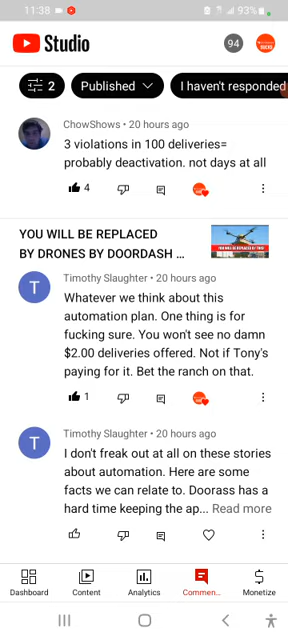 11:38
93%
Studio
94
2
Published
I haven't responded
ChowShows • 20 hours ago
3 violations in 100 deliveries=
probably deactivation. not days at all
4
YOU WILL BE REPLACED
BY DRONES BY DOORDASH ...
T
Timothy Slaughter • 20 hours ago
Whatever we think about this
automation plan. One thing is for
fucking sure. You won't see no damn
$2.00 deliveries offered. Not if Tony's
paying for it. Bet the ranch on that.
1
T
Timothy Slaughter • 20 hours ago
I don't freak out at all on these stories
about automation. Here are some
facts we can relate to. Doorass has a
hard time keeping the ap... Read more
Dashboard
Content
Analytics
Commen...
Monetize